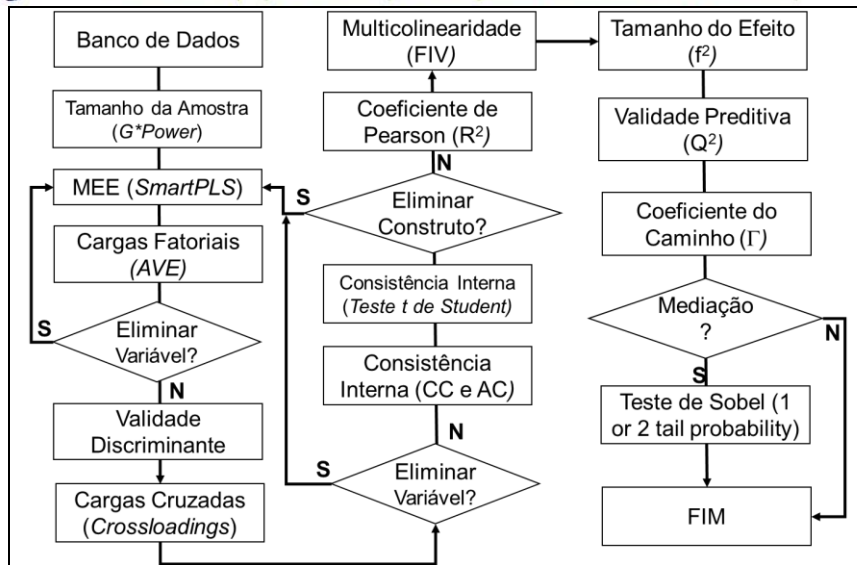 Banco de Dados
Tamanho da Amostra
(G*Power)
MEE (SmartPLS)
Cargas Fatoriais
(AVE)
S
Eliminar
Variável?
N
Validade
Discriminante
Cargas Cruzadas
(Crossloadings)
Multicolinearidade
(FIV)
Coeficiente de
Pearson (R²)
N
S
Eliminar
Construto?
Consistência Interna
(Teste t de Student)
Consistência
Interna (CC e AC)
N
S
Eliminar
Variável?
Tamanho do Efeito
(f²)
Validade Preditiva
(Q²)
Coeficiente do
Caminho (Γ)
Mediação
?
N
S
Teste de Sobel (1
or 2 tail probability)
FIM